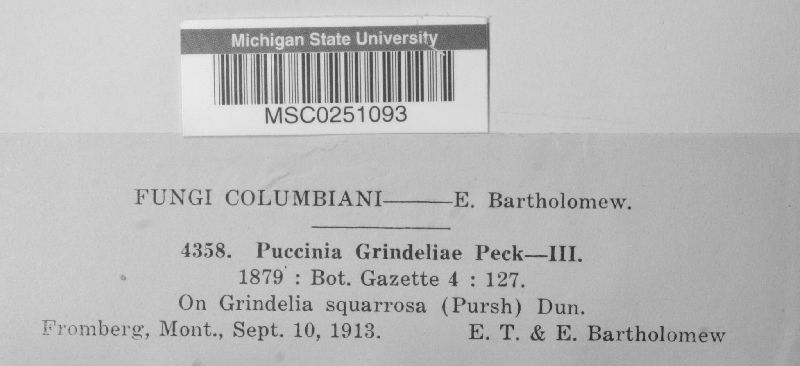 Michigan State University
MSC0251093
FUNGI COLUMBIANI———E. Bartholomew.
4358. Puccinia Grindeliae Peck—III.
1879 : Bot. Gazette 4 : 127.
On Grindelia squarrosa (Pursh) Dun.
Fromberg, Mont., Sept. 10, 1913. E. T. & E. Bartholomew